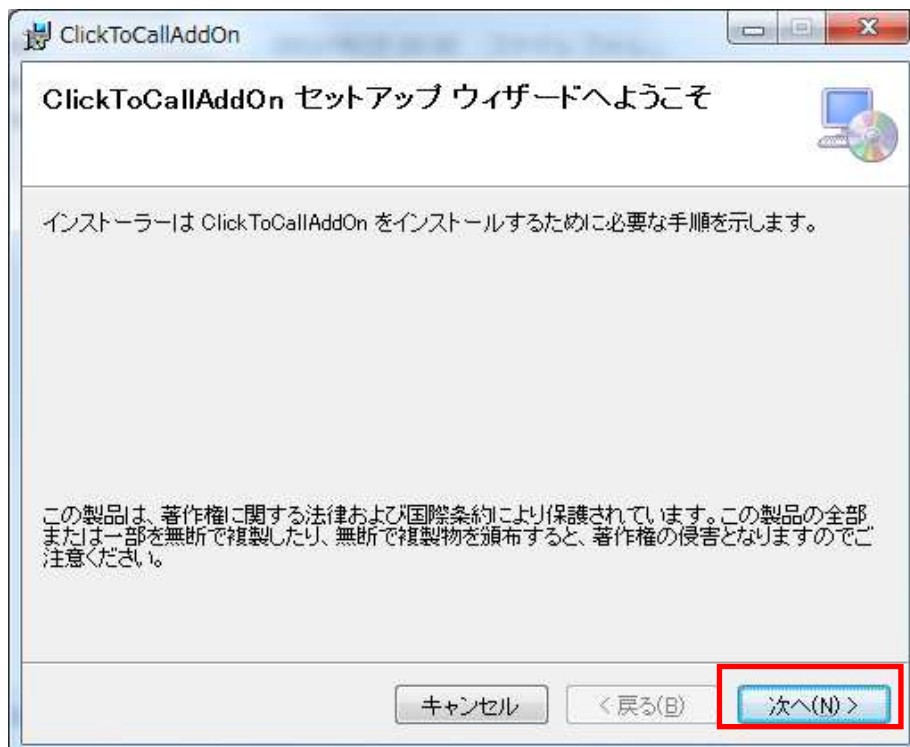 ClickToCallAddOn
ClickToCallAddOn セットアップ ウィザードへようこそ
インストーラーは ClickToCallAddOn をインストールするために必要な手順を示します。
この製品は、著作権に関する法律および国際条約により保護されています。この製品の全部
または一部を無断で複製したり、無断で複製物を頒布すると、著作権の侵害となりますのでご
注意ください。
キャンセル
< 戻る(B)
次へ(N) >